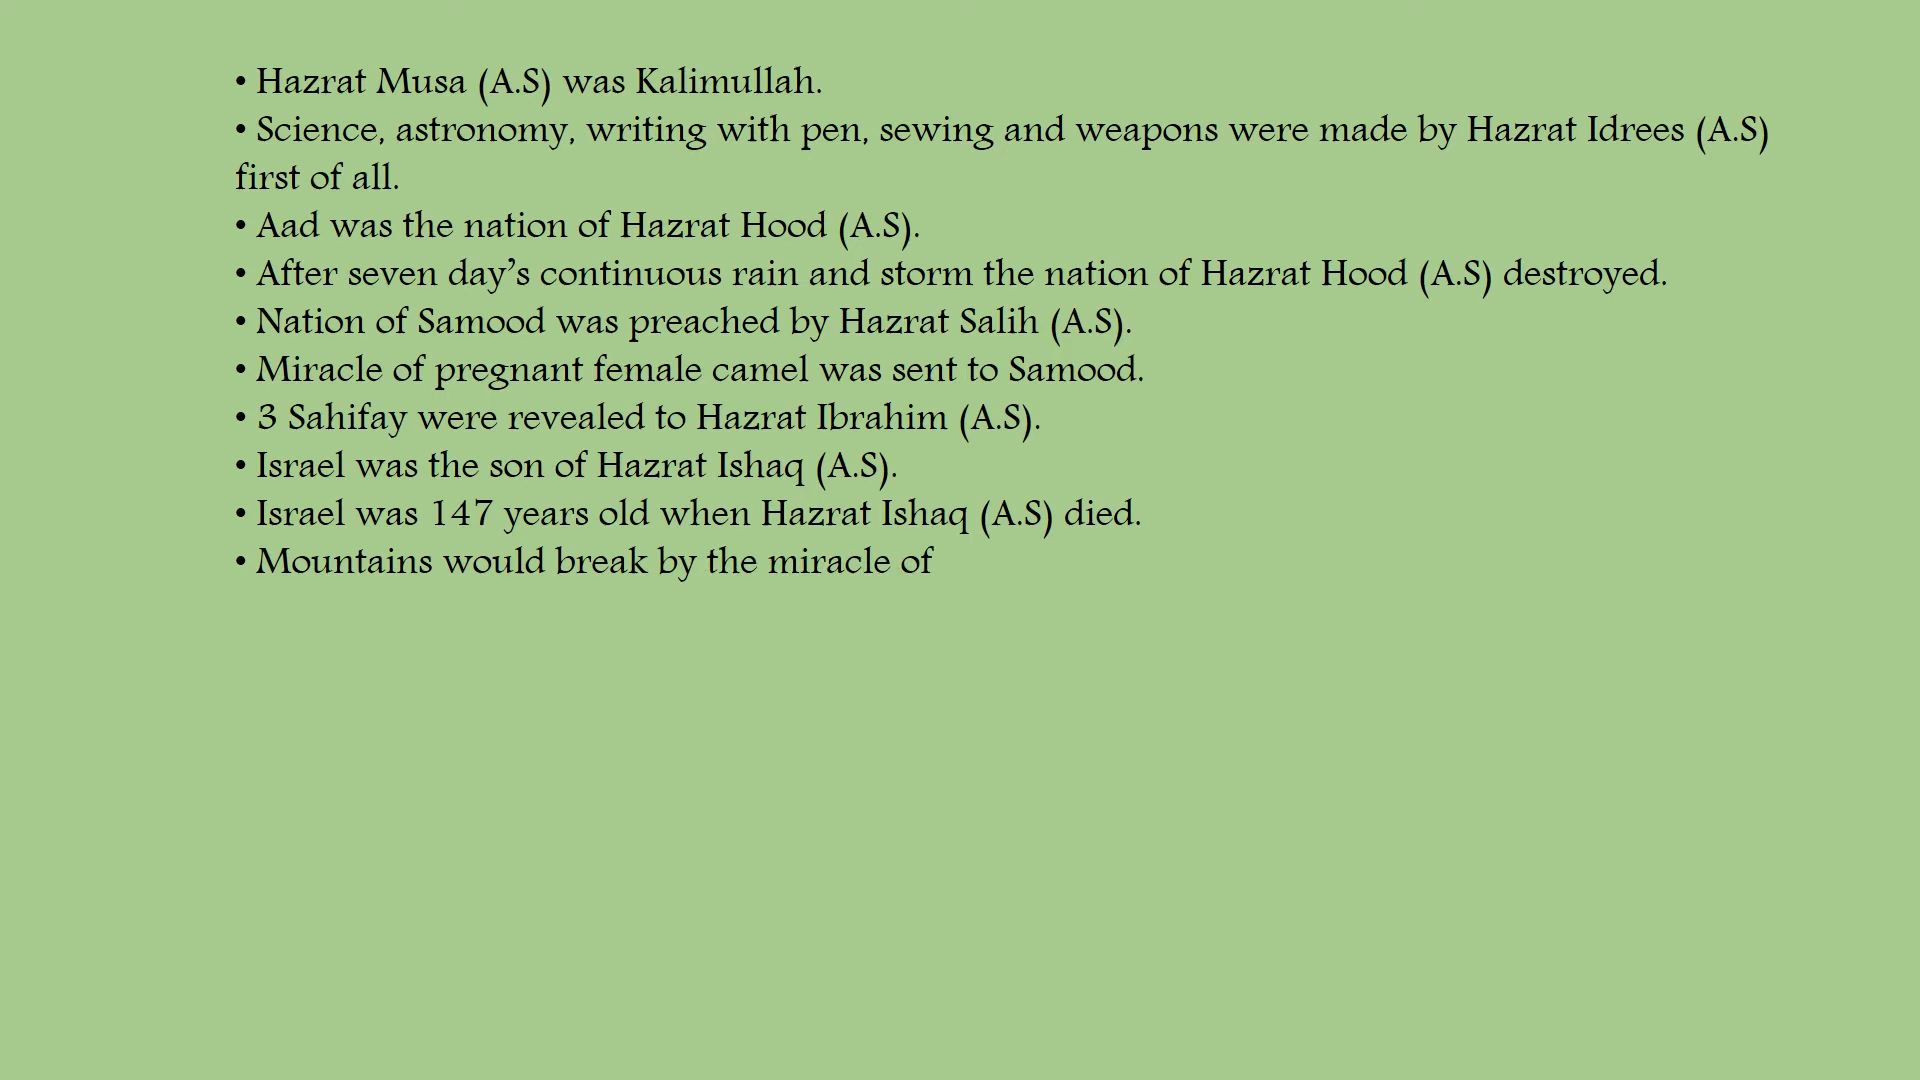 • Hazrat Musa (A.S) was Kalimullah.
• Science, astronomy, writing with pen, sewing and weapons were made by Hazrat Idrees (A.S)
first of all.
• Aad was the nation of Hazrat Hood (A.S).
• After seven day’s continuous rain and storm the nation of Hazrat Hood (A.S) destroyed.
• Nation of Samood was preached by Hazrat Salih (A.S).
• Miracle of pregnant female camel was sent to Samood.
• 3 Sahifay were revealed to Hazrat Ibrahim (A.S).
• Israel was the son of Hazrat Ishaq (A.S).
• Israel was 147 years old when Hazrat Ishaq (A.S) died.
• Mountains would break by the miracle of